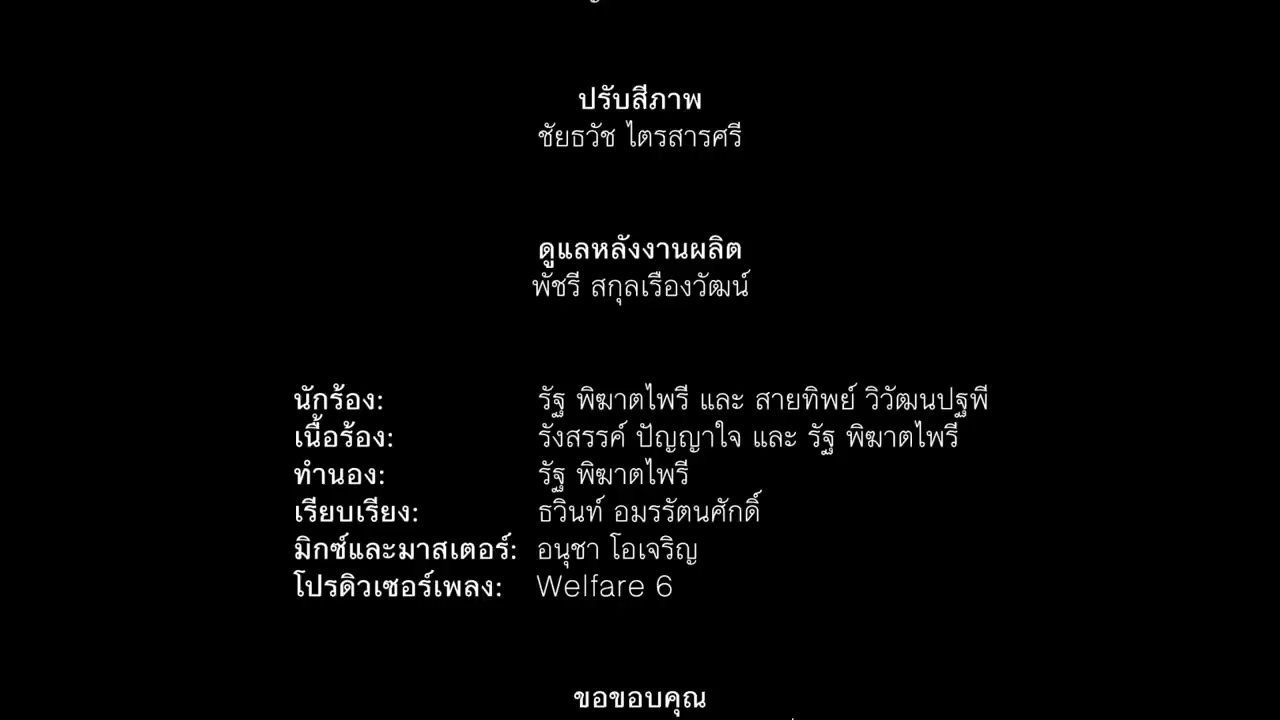 ปรับสีภาพ
ชัยธวัช ไตรสารศรี
ดูแลหลังงานผลิต
พัชรี สกุลเรืองวัฒน์
นักร้อง: รัฐ พิฆาตไพรี และ สายทิพย์ วิวัฒนปฐพี
เนื้อร้อง: รังสรรค์ ปัญญาใจ และ รัฐ พิฆาตไพรี
ทำนอง: รัฐ พิฆาตไพรี
เรียบเรียง: ธวินท์ อมรรัตนศักดิ์
มิกซ์และมาสเตอร์: อนุชา โอเจริญ
โปรดิวเซอร์เพลง: Welfare 6
ขอขอบคุณ